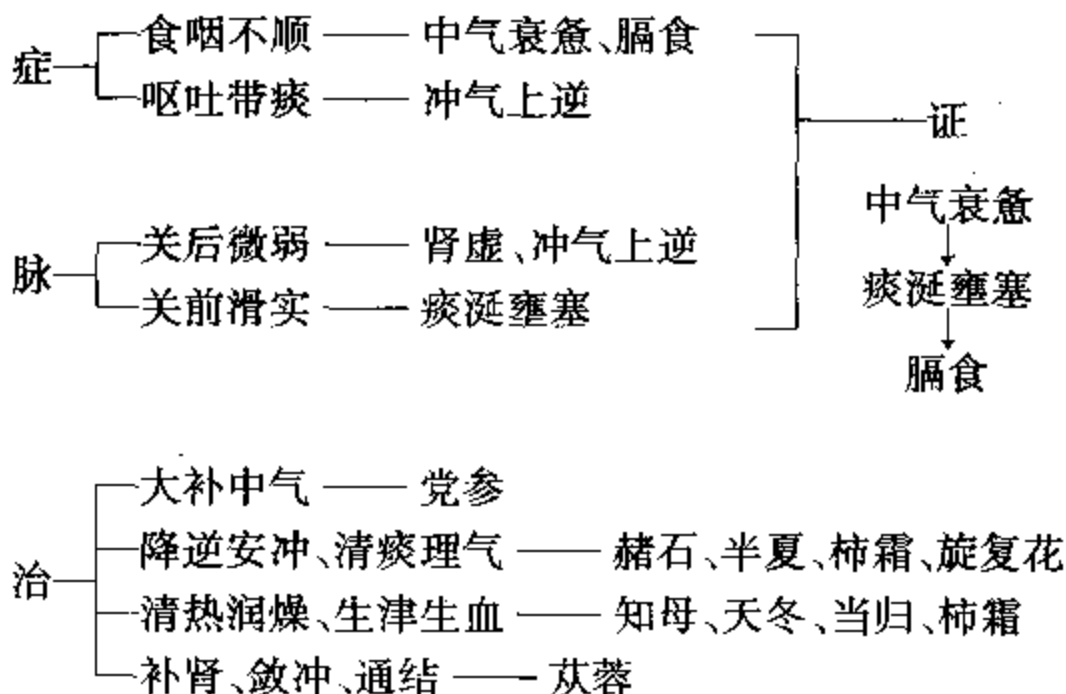 症
食咽不顺 —— 中气衰惫、膈食
呕吐带痰 —— 冲气上逆
证
中气衰惫
痰涎壅塞
膈食
脉
关后微弱 —— 肾虚、冲气上逆
关前滑实 —— 痰涎壅塞
治
大补中气 —— 党参
降逆安冲、清痰理气 —— 赭石、半夏、柿霜、旋复花
清热润燥、生津生血 —— 知母、天冬、当归、柿霜
补肾、敛冲、通结 —— 苁蓉